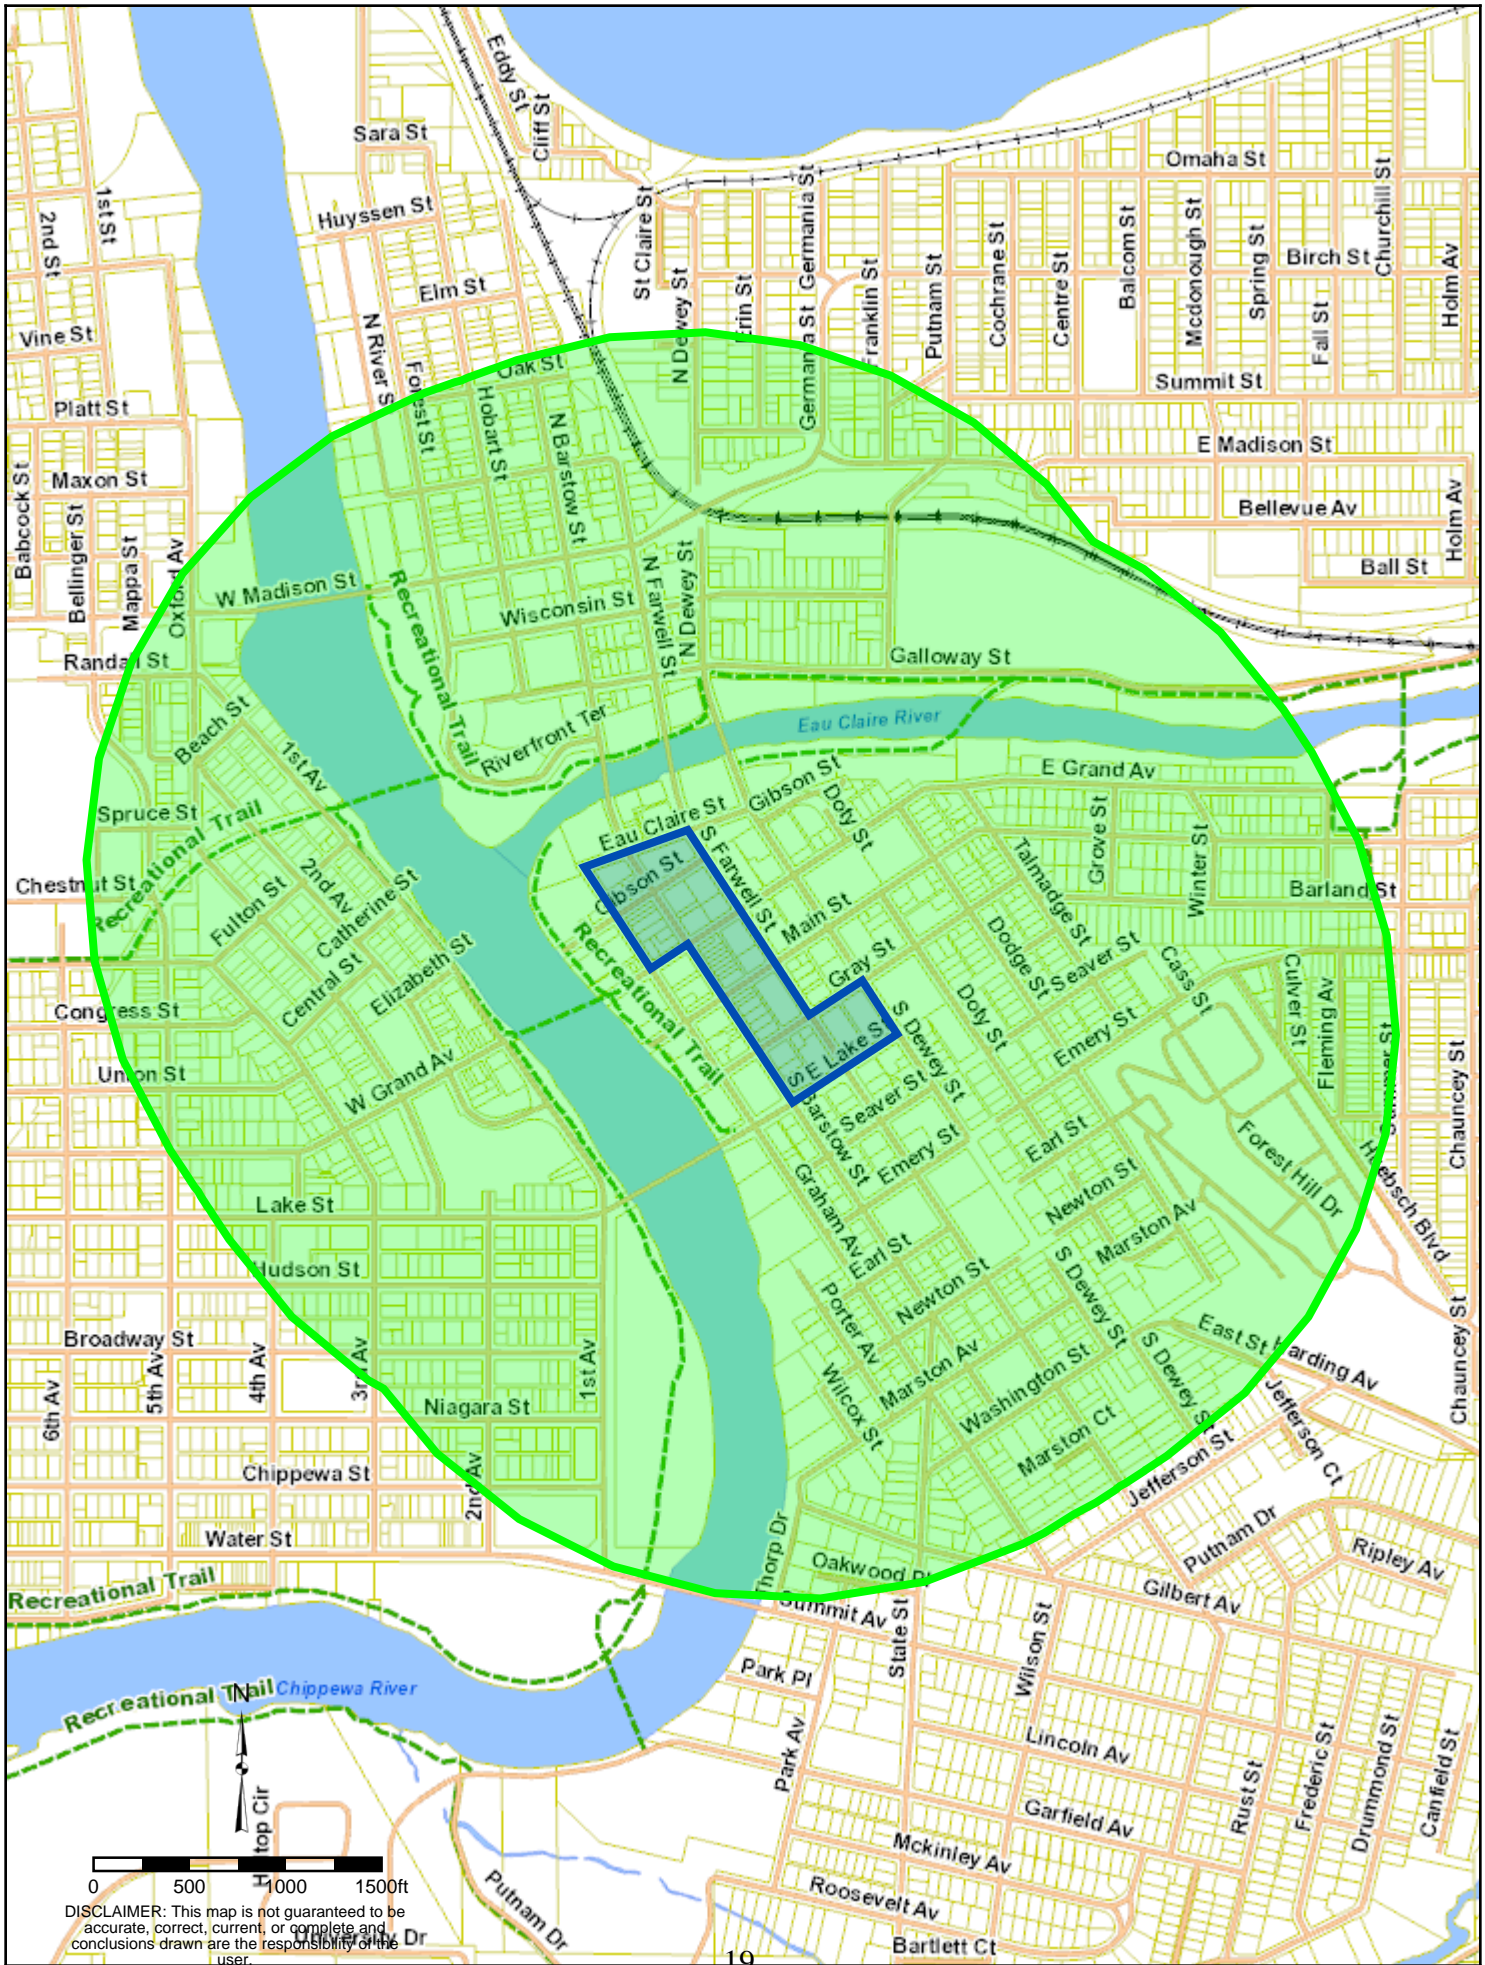 Eddy St
Cliff St
Sara St
Omaha St
1st St
2nd St
Huyssen St
St Claire St
Germania St
Churchill St
Birch St
Elm St
N Dewey St
Erin St
Germania St
Franklin St
Putnam St
Cochrane St
Centre St
Balcom St
Mcdonough St
Spring St
Fall St
Holm Av
Vine St
N River S
Oak St
Forest St
Hobart St
N Barstow St
Summit St
Platt St
E Madison St
Babcock St
Maxon St
Bellinger St
Mappa St
Oxford Av
Bellevue Av
Holm Av
Ball St
W Madison St
Recreational Trail
Wisconsin St
N Farwell St
N Dewey St
Randall St
Galloway St
Beach St
1st Av
Riverfront Ter
Eau Claire River
E Grand Av
Spruce St
Recreational Trail
Eau Claire St
Gibson St
Doty St
Grove St
Winter St
Talmadge St
Chestnut St
2nd Av
Fulton St
Catherine St
Gibson St
S Farwell St
Main St
Barland St
Central St
Elizabeth St
Recreational Trail
Gray St
Dodge St
Seaver St
Cass St
Culver St
Fleming Av
Congress St
Doty St
Emery St
Summer St
Chauncey St
Union St
W Grand Av
E Lake St
S Dewey St
S Barstow St
Seaver St
Emery St
Earl St
Forest Hill Dr
Huebsch Blvd
Lake St
Graham Av
Newton St
Marston Av
Hudson St
Earl St
Newton St
S Dewey St
Porter Av
Broadway St
6th Av
5th Av
4th Av
3rd Av
1st Av
Wilcox St
Marston Av
Washington St
S Dewey St
East St
Harding Av
Chauncey St
Niagara St
Marston Ct
Jefferson St
Jefferson Ct
Chippewa St
2nd Av
Water St
Thorp Dr
Oakwood Pl
Putnam Dr
Ripley Av
Recreational Trail
Summit Av
State St
Wilson St
Gilbert Av
Recreational Trail
Chippewa River
N
Park Pl
Park Av
Lincoln Av
Rust St
Frederic St
Drummond St
Canfield St
Hilltop Cir
Garfield Av
Mckinley Av
Roosevelt Av
Bartlett Ct
Putnam Dr
University Dr
0 500 1000 1500ft
DISCLAIMER: This map is not guaranteed to be
accurate, correct, current, or complete and
conclusions drawn are the responsibility of the
user.
19